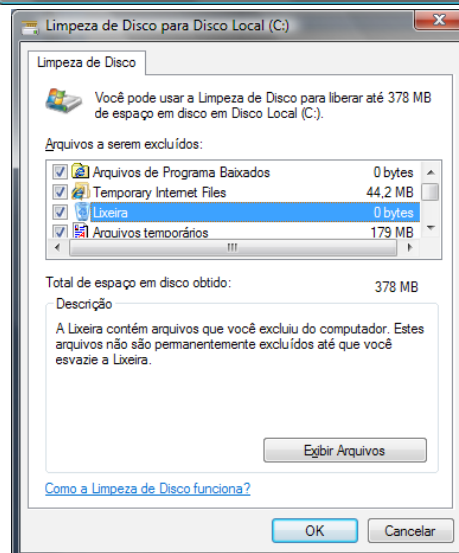 Limpeza de Disco para Disco Local (C:)
Limpeza de Disco
Você pode usar a Limpeza de Disco para liberar até 378 MB
de espaço em disco em Disco Local (C:).
Arquivos a serem excluídos:
Arquivos de Programa Baixados 0 bytes
Temporary Internet Files 44,2 MB
Lixeira 0 bytes
Arquivos temporários 179 MB
Total de espaço em disco obtido: 378 MB
Descrição
A Lixeira contém arquivos que você excluiu do computador. Estes
arquivos não são permanentemente excluídos até que você
esvazie a Lixeira.
Exibir Arquivos
Como a Limpeza de Disco funciona?
OK Cancelar